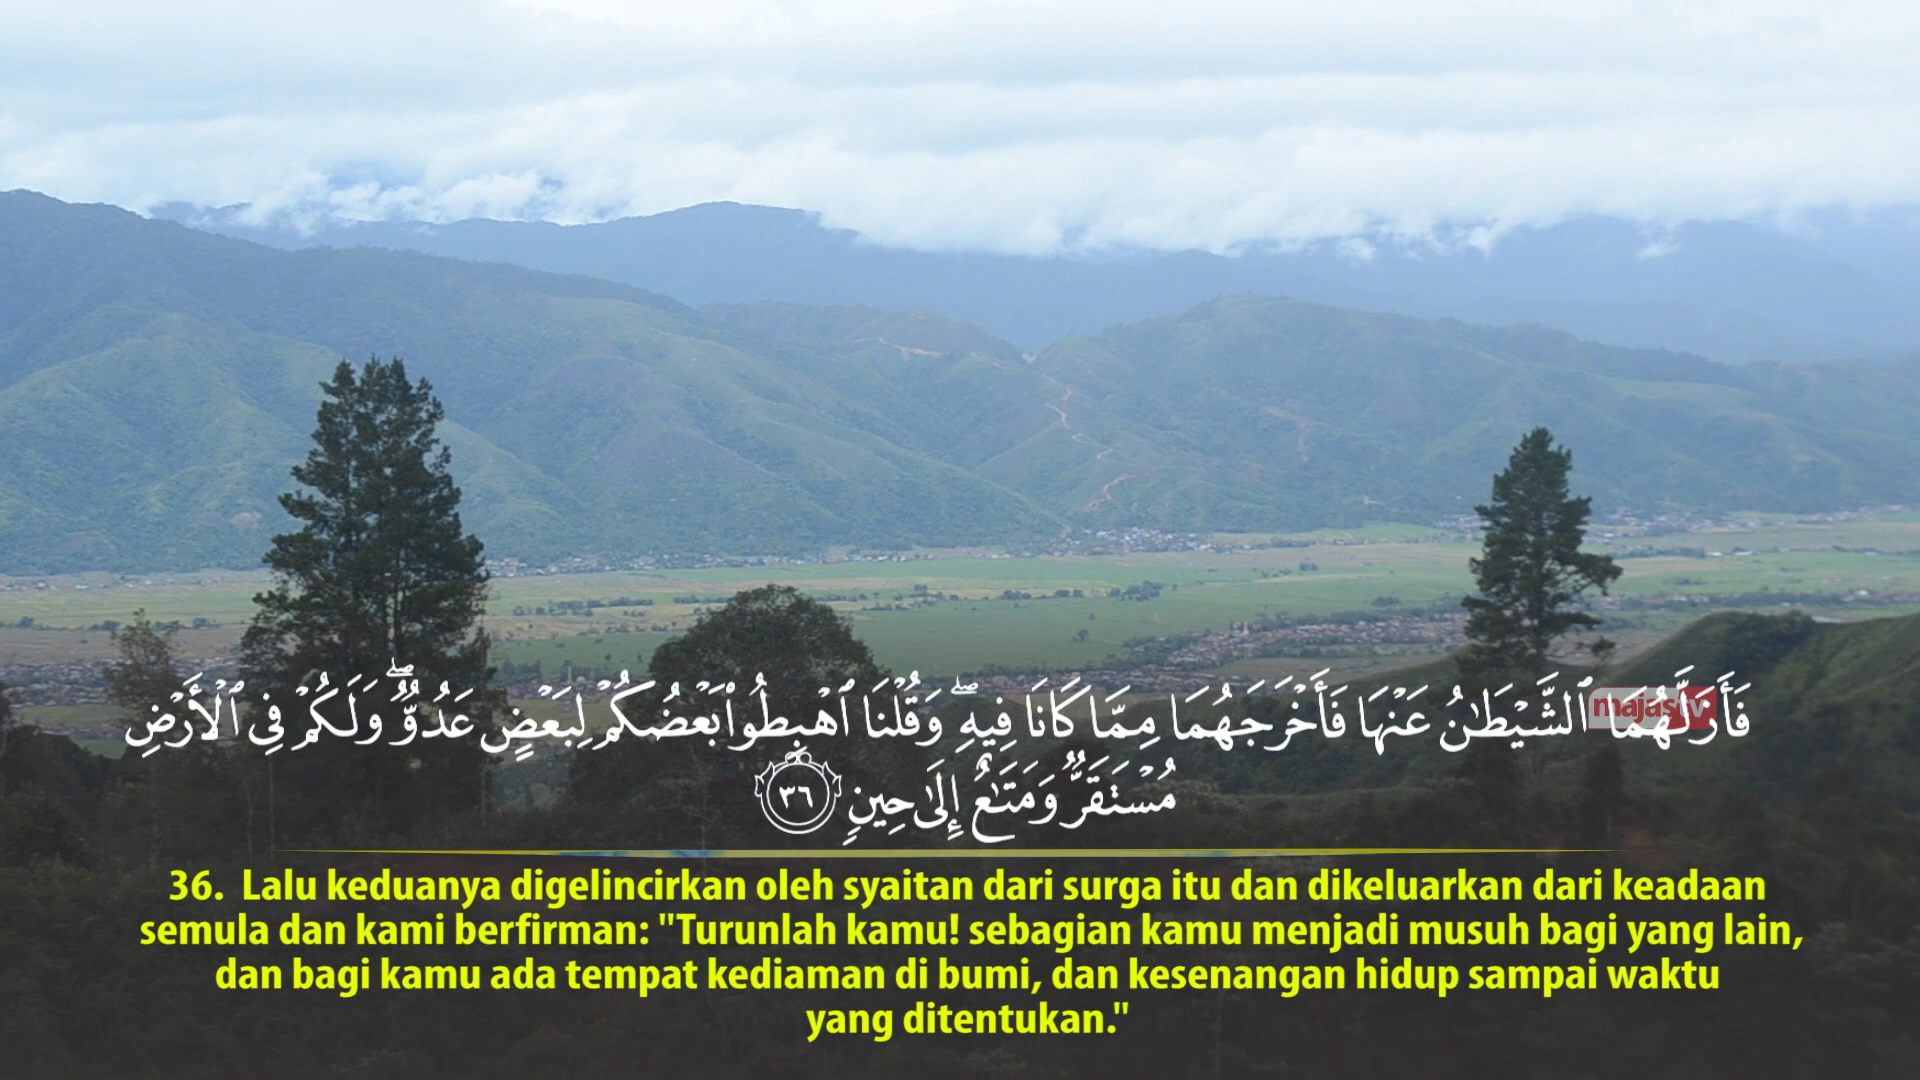 فَأَزَلَّهُمَا ٱلشَّيْطَـٰنُ عَنْهَا فَأَخْرَجَهُمَا مِمَّا كَانَا فِيهِ ۖ وَقُلْنَا ٱهْبِطُوا۟ بَعْضُكُمْ لِبَعْضٍ عَدُوٌّ ۖ وَلَكُمْ فِى ٱلْأَرْضِ
مُسْتَقَرٌّ وَمَتَـٰعٌ إِلَىٰ حِينٍ ٣٦
majas tv
36. Lalu keduanya digelincirkan oleh syaitan dari surga itu dan dikeluarkan dari keadaan
semula dan kami berfirman: "Turunlah kamu! sebagian kamu menjadi musuh bagi yang lain,
dan bagi kamu ada tempat kediaman di bumi, dan kesenangan hidup sampai waktu
yang ditentukan."